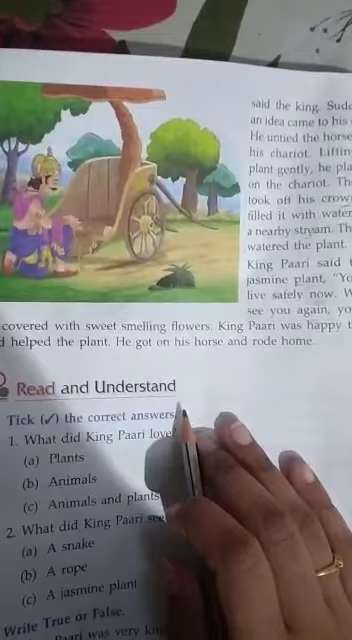 said the king.
an idea came to his
He untied the horse
his chariot.
plant gently, he
on the chariot.
took off his crow
filled it with water
a nearby stream. Th
watered the plant.
King Paari said
jasmine plant, "Yo
live safely now. W
see you again, yo
covered with sweet smelling flowers. King Paari was happy t
d helped the plant. He got on his horse and rode home.
Read and Understand
Tick (✓) the correct answers
1. What did King Paari love?
(a) Plants
(b) Animals
(c) Animals and plants
2. What did King Paari see
(a) A snake
(b) A rope
(c) A jasmine plant
Write True or False.
Paari was very